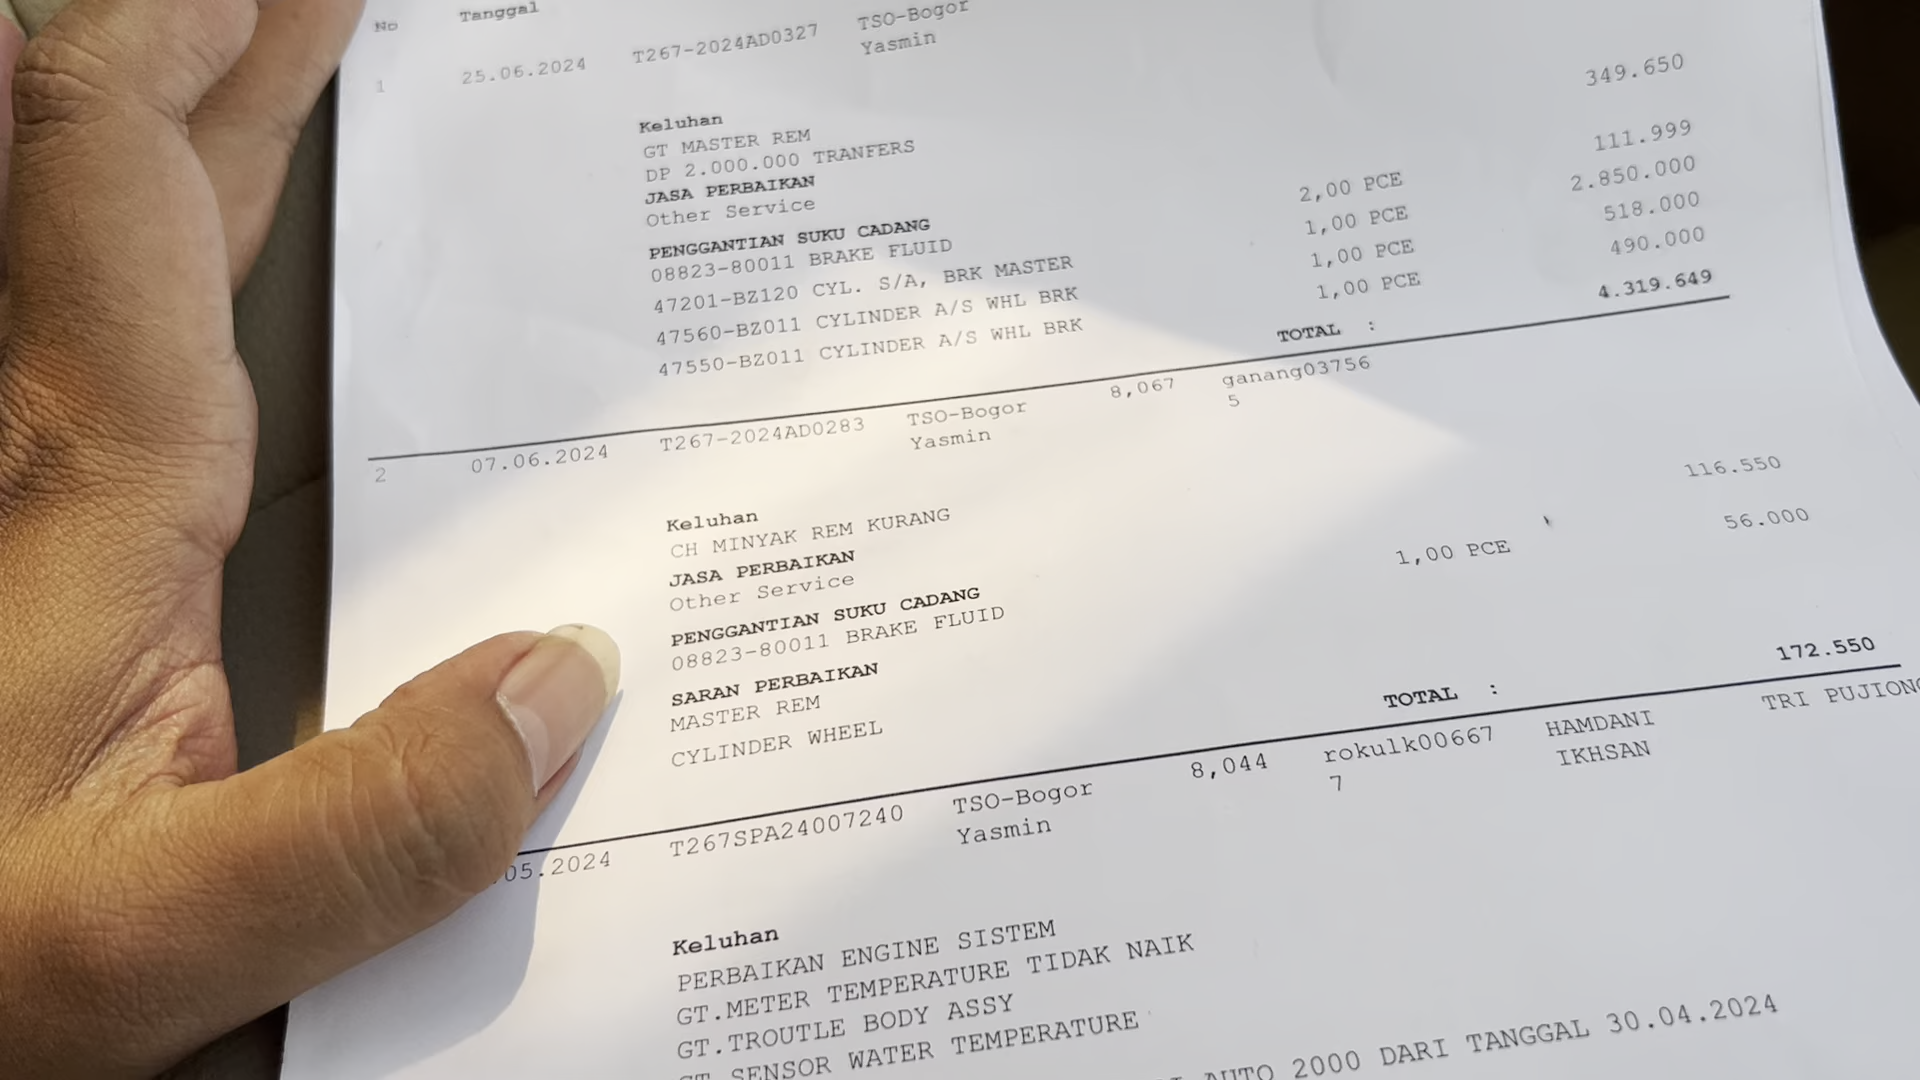 No Tanggal
1 25.06.2024 T267-2024AD0327 TSO-Bogor
Yasmin
Keluhan
GT MASTER REM
DP 2.000.000 TRANFERS
JASA PERBAIKAN
Other Service 349.650
PENGGANTIAN SUKU CADANG
08823-80011 BRAKE FLUID 2,00 PCE 111.999
47201-BZ120 CYL. S/A, BRK MASTER 1,00 PCE 2.850.000
47560-BZ011 CYLINDER A/S WHL BRK 1,00 PCE 518.000
47550-BZ011 CYLINDER A/S WHL BRK 1,00 PCE 490.000
TOTAL : 4.319.649
2 07.06.2024 T267-2024AD0283 TSO-Bogor 8,067 ganang03756
Yasmin 5
Keluhan
CH MINYAK REM KURANG
JASA PERBAIKAN
Other Service 116.550
PENGGANTIAN SUKU CADANG
08823-80011 BRAKE FLUID 1,00 PCE 56.000
SARAN PERBAIKAN
MASTER REM
CYLINDER WHEEL
TOTAL : 172.550
05.2024 T267SPA24007240 TSO-Bogor 8,044 rokulk00667 HAMDANI TRI PUJIONO
Yasmin 7 IKHSAN
Keluhan
PERBAIKAN ENGINE SISTEM
GT.METER TEMPERATURE TIDAK NAIK
GT.TROUTLE BODY ASSY
GT SENSOR WATER TEMPERATURE
AUTO 2000 DARI TANGGAL 30.04.2024